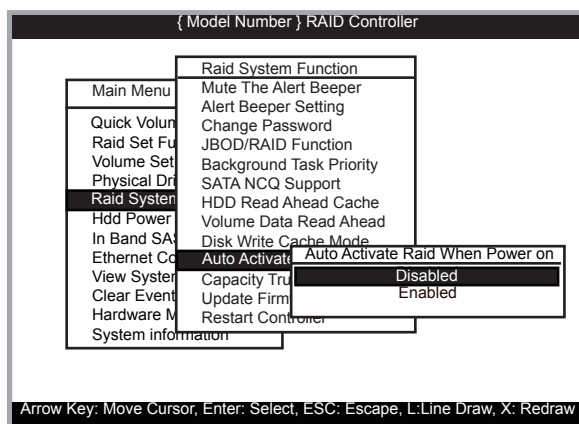 { Model Number } RAID Controller
Main Menu
Quick Volum
Raid Set Fu
Volume Set
Physical Dri
Raid System
Hdd Power
In Band SAS
Ethernet Co
View System
Clear Event
Hardware M
System information
Raid System Function
Mute The Alert Beeper
Alert Beeper Setting
Change Password
JBOD/RAID Function
Background Task Priority
SATA NCQ Support
HDD Read Ahead Cache
Volume Data Read Ahead
Disk Write Cache Mode
Auto Activate
Capacity Tru
Update Firm
Restart Controller
Auto Activate Raid When Power on
Disabled
Enabled
Arrow Key: Move Cursor, Enter: Select, ESC: Escape, L:Line Draw, X: Redraw